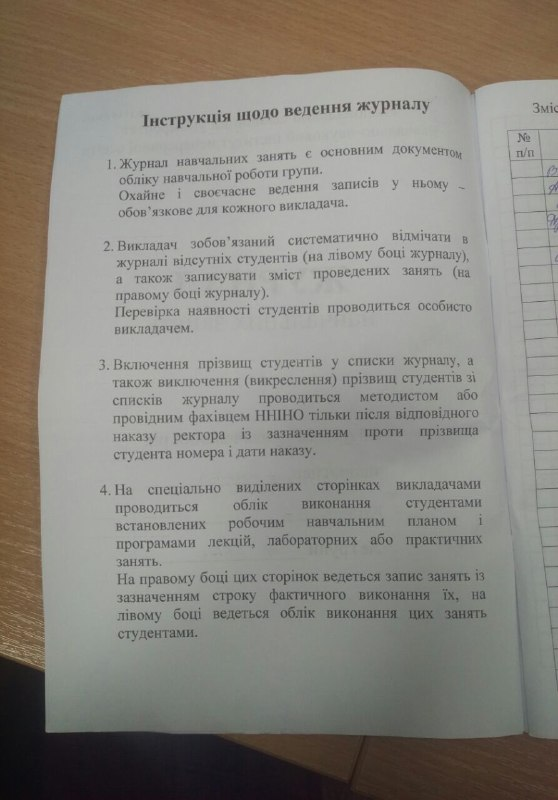 Інструкція щодо ведення журналу
1. Журнал навчальних занять є основним документом
обліку навчальної роботи групи.
Охайне і своєчасне ведення записів у ньому –
обов’язкове для кожного викладача.
2. Викладач зобов’язаний систематично відмічати в
журналі відсутніх студентів (на лівому боці журналу),
а також записувати зміст проведених занять (на
правому боці журналу).
Перевірка наявності студентів проводиться особисто
викладачем.
3. Включення прізвищ студентів у списки журналу, а
також виключення (викреслення) прізвищ студентів зі
списків журналу проводиться методистом або
провідним фахівцем ННІНО тільки після відповідного
наказу ректора із зазначенням проти прізвища
студента номера і дати наказу.
4. На спеціально виділених сторінках викладачами
проводиться облік виконання студентами
встановлених робочим навчальним планом і
програмами лекцій, лабораторних або практичних
занять.
На правому боці цих сторінок ведеться запис занять із
зазначенням строку фактичного виконання їх, на
лівому боці ведеться облік виконання цих занять
студентами.
Зміс
№
п/п